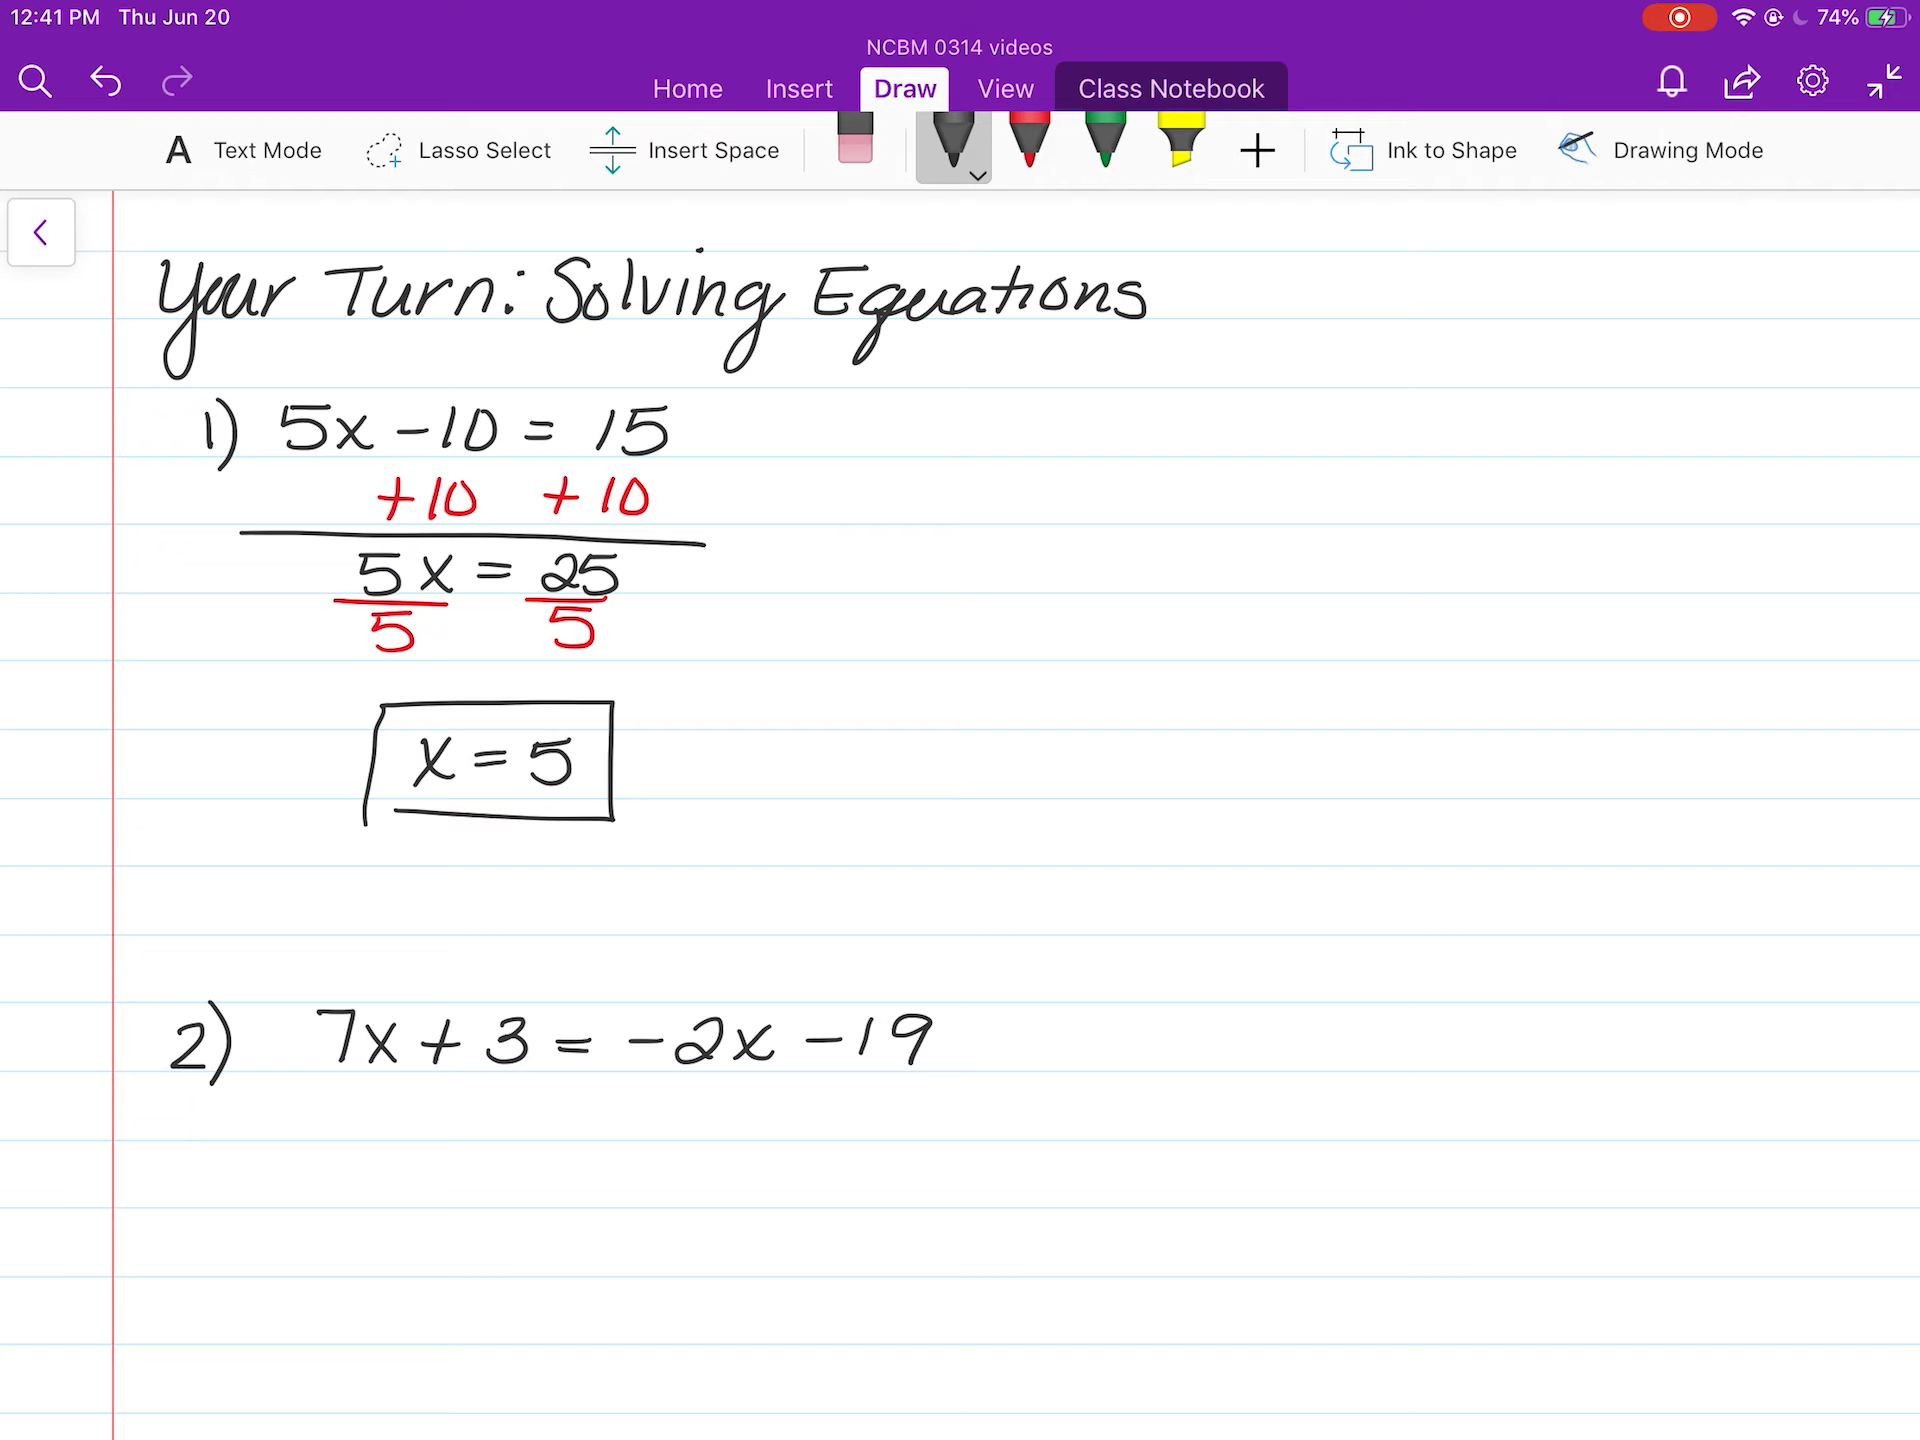 12:41 PM Thu Jun 20 74%
NCBM 0314 videos
Home Insert Draw View Class Notebook
A Text Mode Lasso Select Insert Space Ink to Shape Drawing Mode
Your Turn: Solving Equations
1) 5x - 10 = 15
+10 +10
5x = 25
5 5
x = 5
2) 7x + 3 = -2x - 19